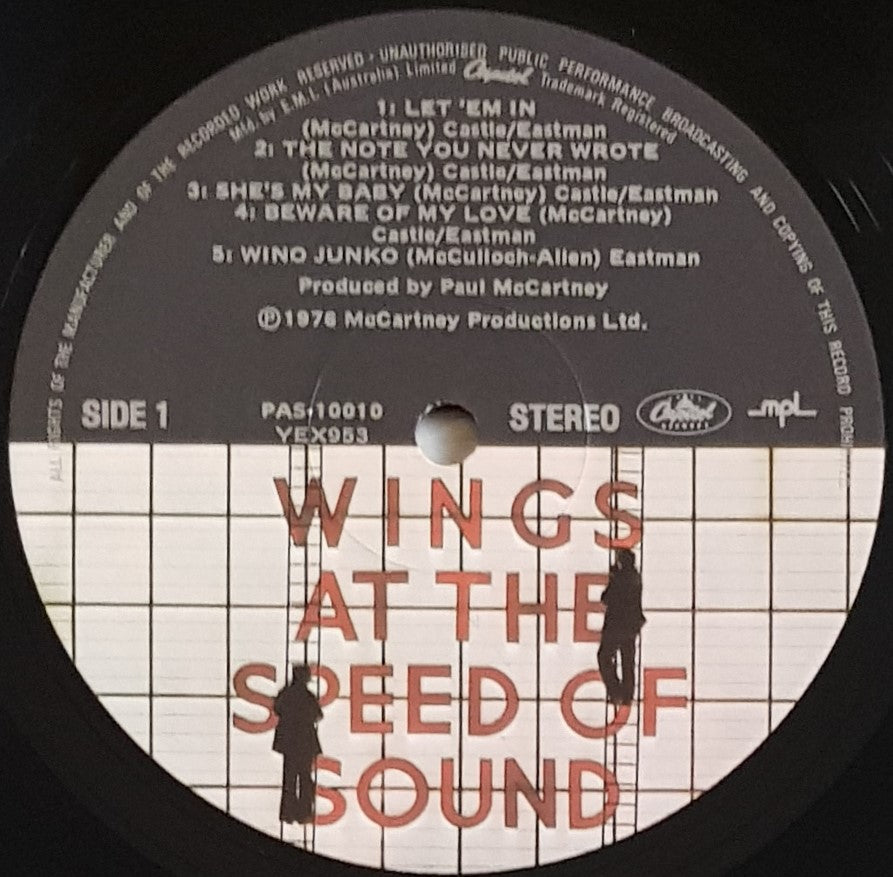 ALL RIGHTS OF THE MANUFACTURER AND OF THE RECORDED WORK RESERVED · UNAUTHORISED PUBLIC PERFORMANCE BROADCASTING AND COPYING OF THIS RECORD PROHIBITED
Mfd. by E.M.I. (Australia) Limited Capitol Trademark Registered
1: LET 'EM IN
(McCartney) Castle/Eastman
2: THE NOTE YOU NEVER WROTE
(McCartney) Castle/Eastman
3: SHE'S MY BABY (McCartney) Castle/Eastman
4: BEWARE OF MY LOVE (McCartney)
Castle/Eastman
5: WINO JUNKO (McCulloch-Allen) Eastman
Produced by Paul McCartney
Ⓟ1976 McCartney Productions Ltd.
SIDE 1
PAS·10010
YEX953
STEREO
Capitol
mpl
WINGS
AT THE
SPEED OF
SOUND